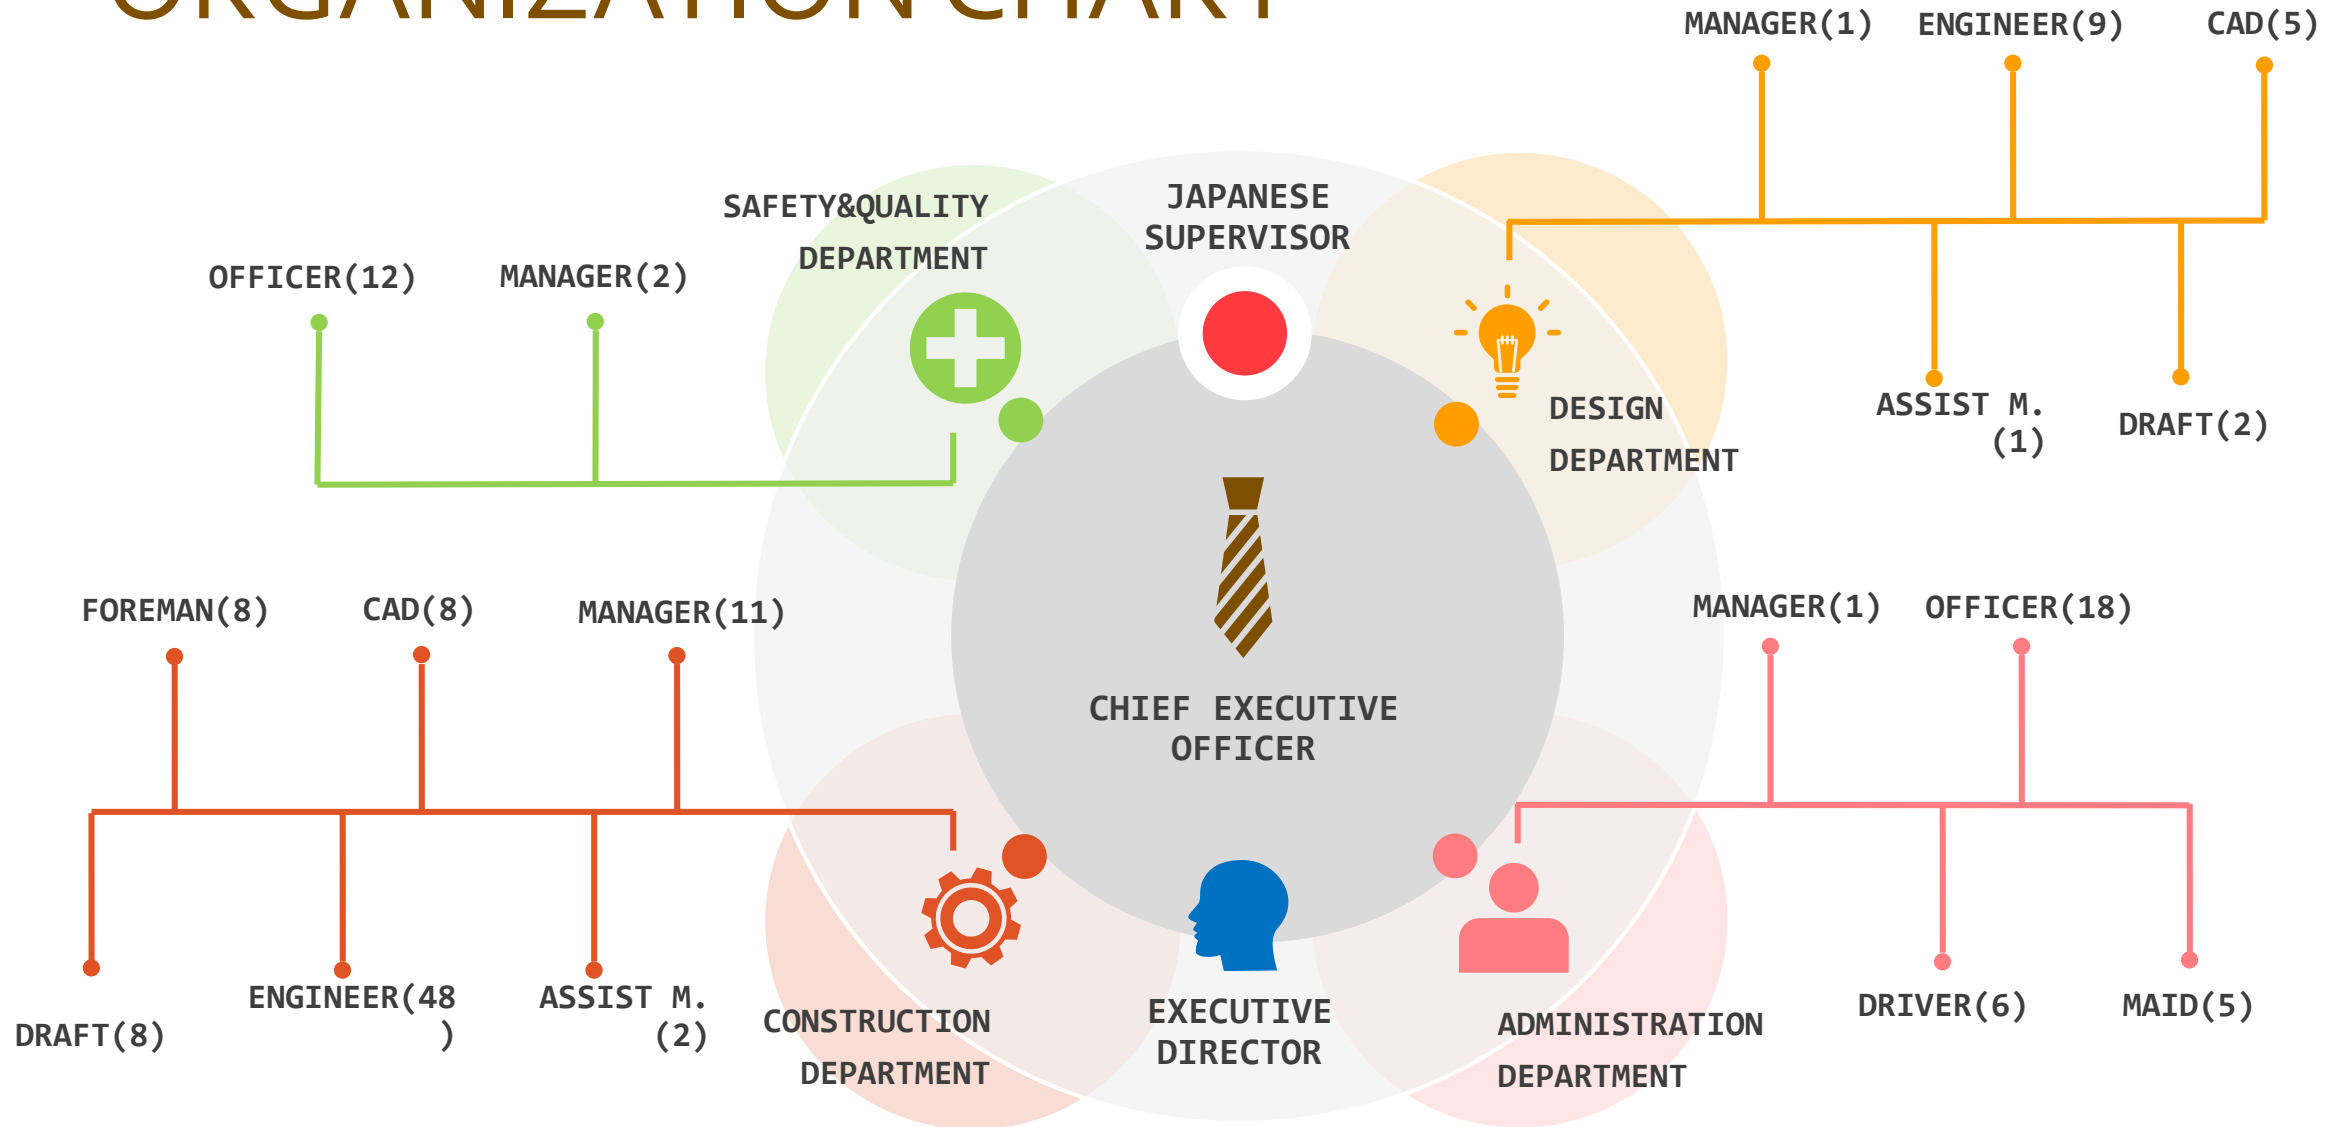 ORGANIZATION CHART
MANAGER(1)
ENGINEER(9)
CAD(5)
ASSIST M.
(1)
DRAFT(2)
DESIGN
DEPARTMENT
JAPANESE
SUPERVISOR
SAFETY&QUALITY
DEPARTMENT
OFFICER(12)
MANAGER(2)
CHIEF EXECUTIVE
OFFICER
FOREMAN(8)
CAD(8)
MANAGER(11)
DRAFT(8)
ENGINEER(48
)
ASSIST M.
(2)
CONSTRUCTION
DEPARTMENT
EXECUTIVE
DIRECTOR
MANAGER(1)
OFFICER(18)
DRIVER(6)
MAID(5)
ADMINISTRATION
DEPARTMENT